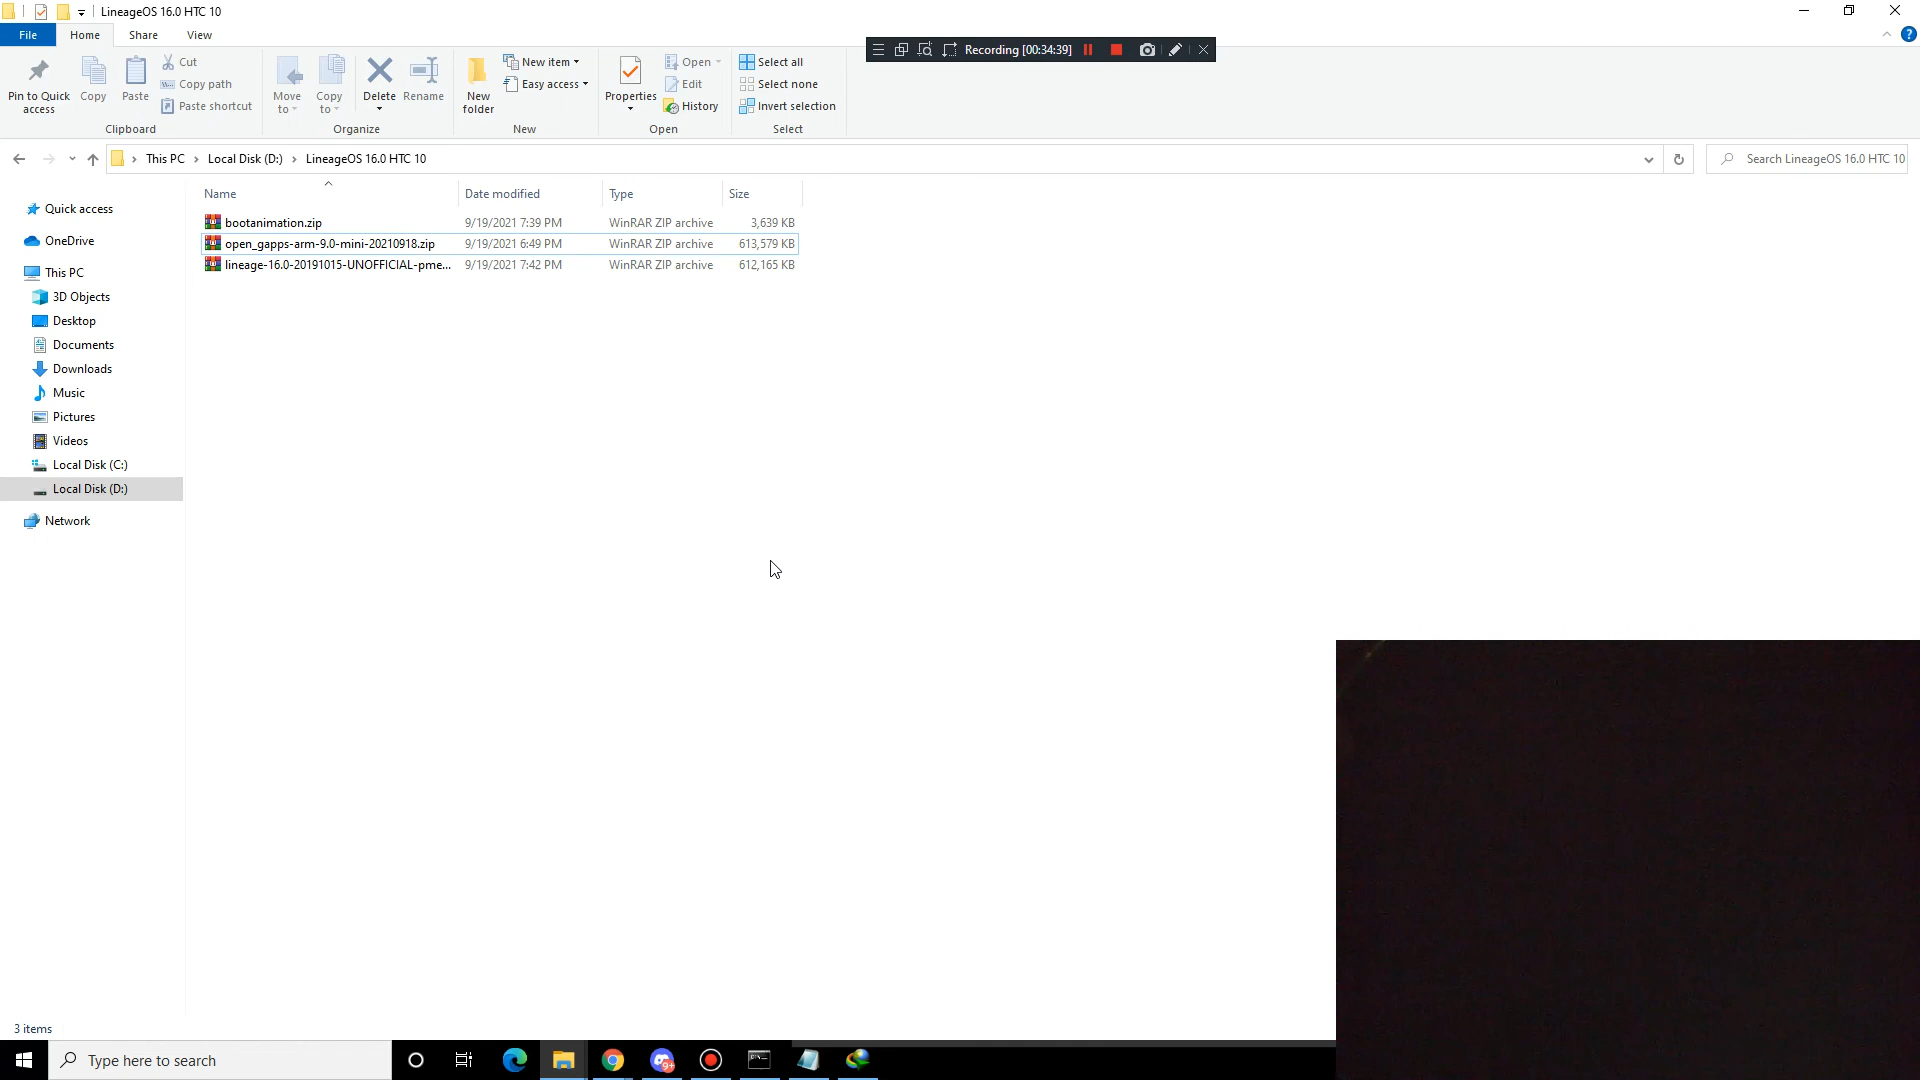 LineageOS 16.0 HTC 10
File Home Share View
Recording [00:34:39]
Pin to Quick access
Copy
Paste
Cut
Copy path
Paste shortcut
Clipboard
Move to
Copy to
Delete
Rename
Organize
New folder
New item
Easy access
New
Properties
Open
Edit
History
Open
Select all
Select none
Invert selection
Select
This PC › Local Disk (D:) › LineageOS 16.0 HTC 10
Search LineageOS 16.0 HTC 10
Name Date modified Type Size
bootanimation.zip 9/19/2021 7:39 PM WinRAR ZIP archive 3,639 KB
open_gapps-arm-9.0-mini-20210918.zip 9/19/2021 6:49 PM WinRAR ZIP archive 613,579 KB
lineage-16.0-20191015-UNOFFICIAL-pme... 9/19/2021 7:42 PM WinRAR ZIP archive 612,165 KB
Quick access
OneDrive
This PC
3D Objects
Desktop
Documents
Downloads
Music
Pictures
Videos
Local Disk (C:)
Local Disk (D:)
Network
3 items
Type here to search
9+